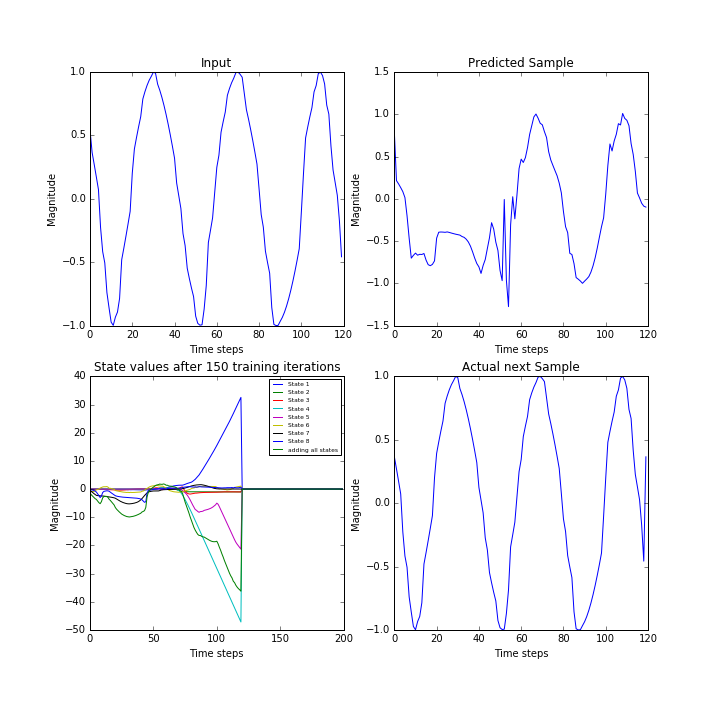 Input
Magnitude
1.0
0.5
0.0
−0.5
−1.0
0 20 40 60 80 100 120
Time steps
Predicted Sample
Magnitude
1.5
1.0
0.5
0.0
−0.5
−1.0
−1.5
0 20 40 60 80 100 120
Time steps
State values after 150 training iterations
Magnitude
40
30
20
10
0
−10
−20
−30
−40
−50
0 50 100 150 200
Time steps
State 1
State 2
State 3
State 4
State 5
State 6
State 7
State 8
adding all states
Actual next Sample
Magnitude
1.0
0.5
0.0
−0.5
−1.0
0 20 40 60 80 100 120
Time steps